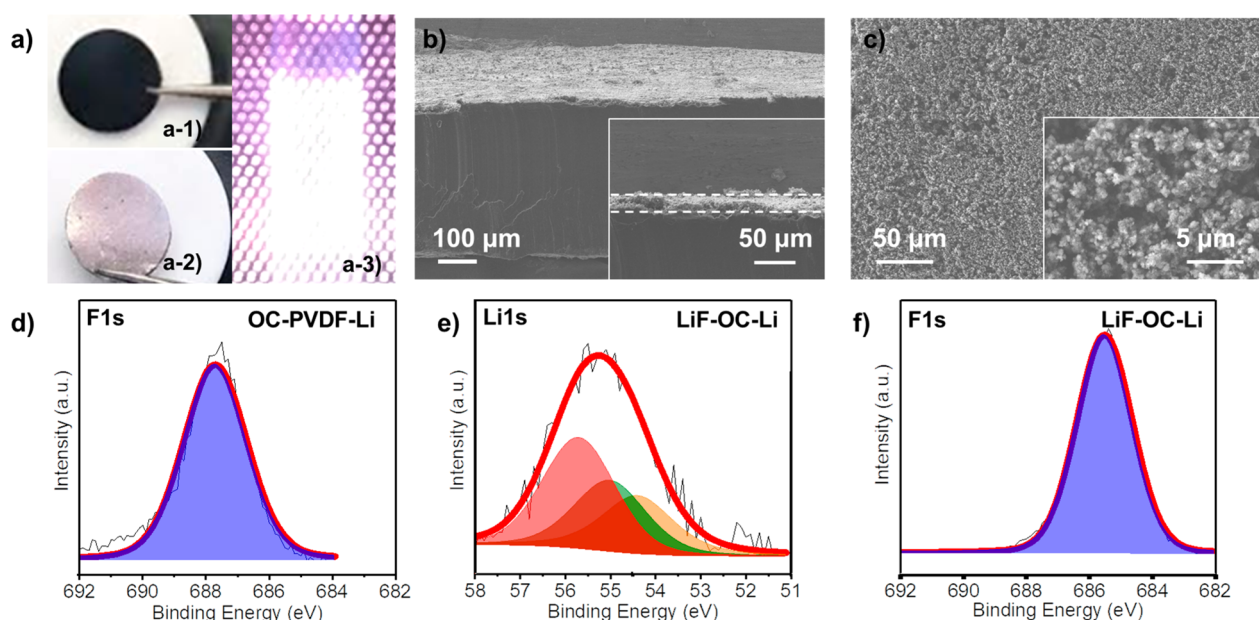 a)
a-1)
a-2)
a-3)
b)
100 µm
50 µm
c)
50 µm
5 µm
d)
F1s
OC-PVDF-Li
Intensity (a.u.)
692 690 688 686 684 682
Binding Energy (eV)
e)
Li1s
LiF-OC-Li
Intensity (a.u.)
58 57 56 55 54 53 52 51
Binding Energy (eV)
f)
F1s
LiF-OC-Li
Intensity (a.u.)
692 690 688 686 684 682
Binding Energy (eV)